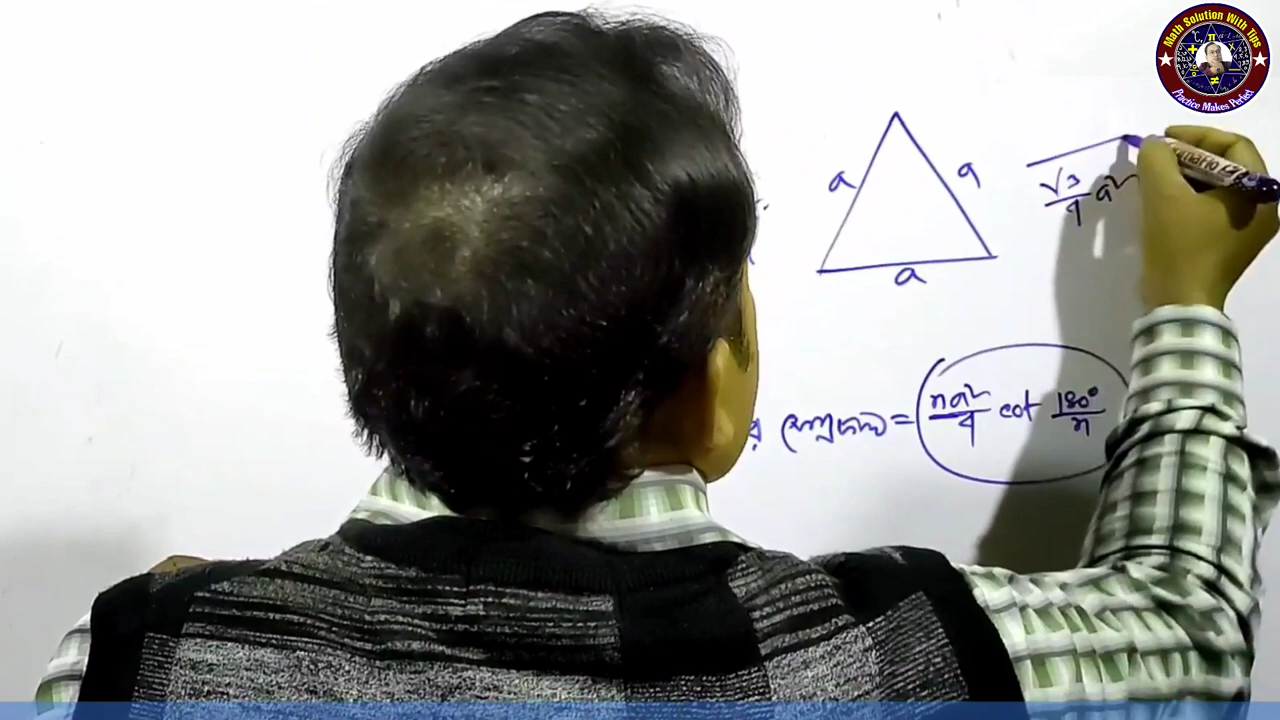 Math Solution With Tips
Practice Makes Perfect
a
a
a
√3/4 a²
র ক্ষেত্রফল = na²/4 cot 180°/n